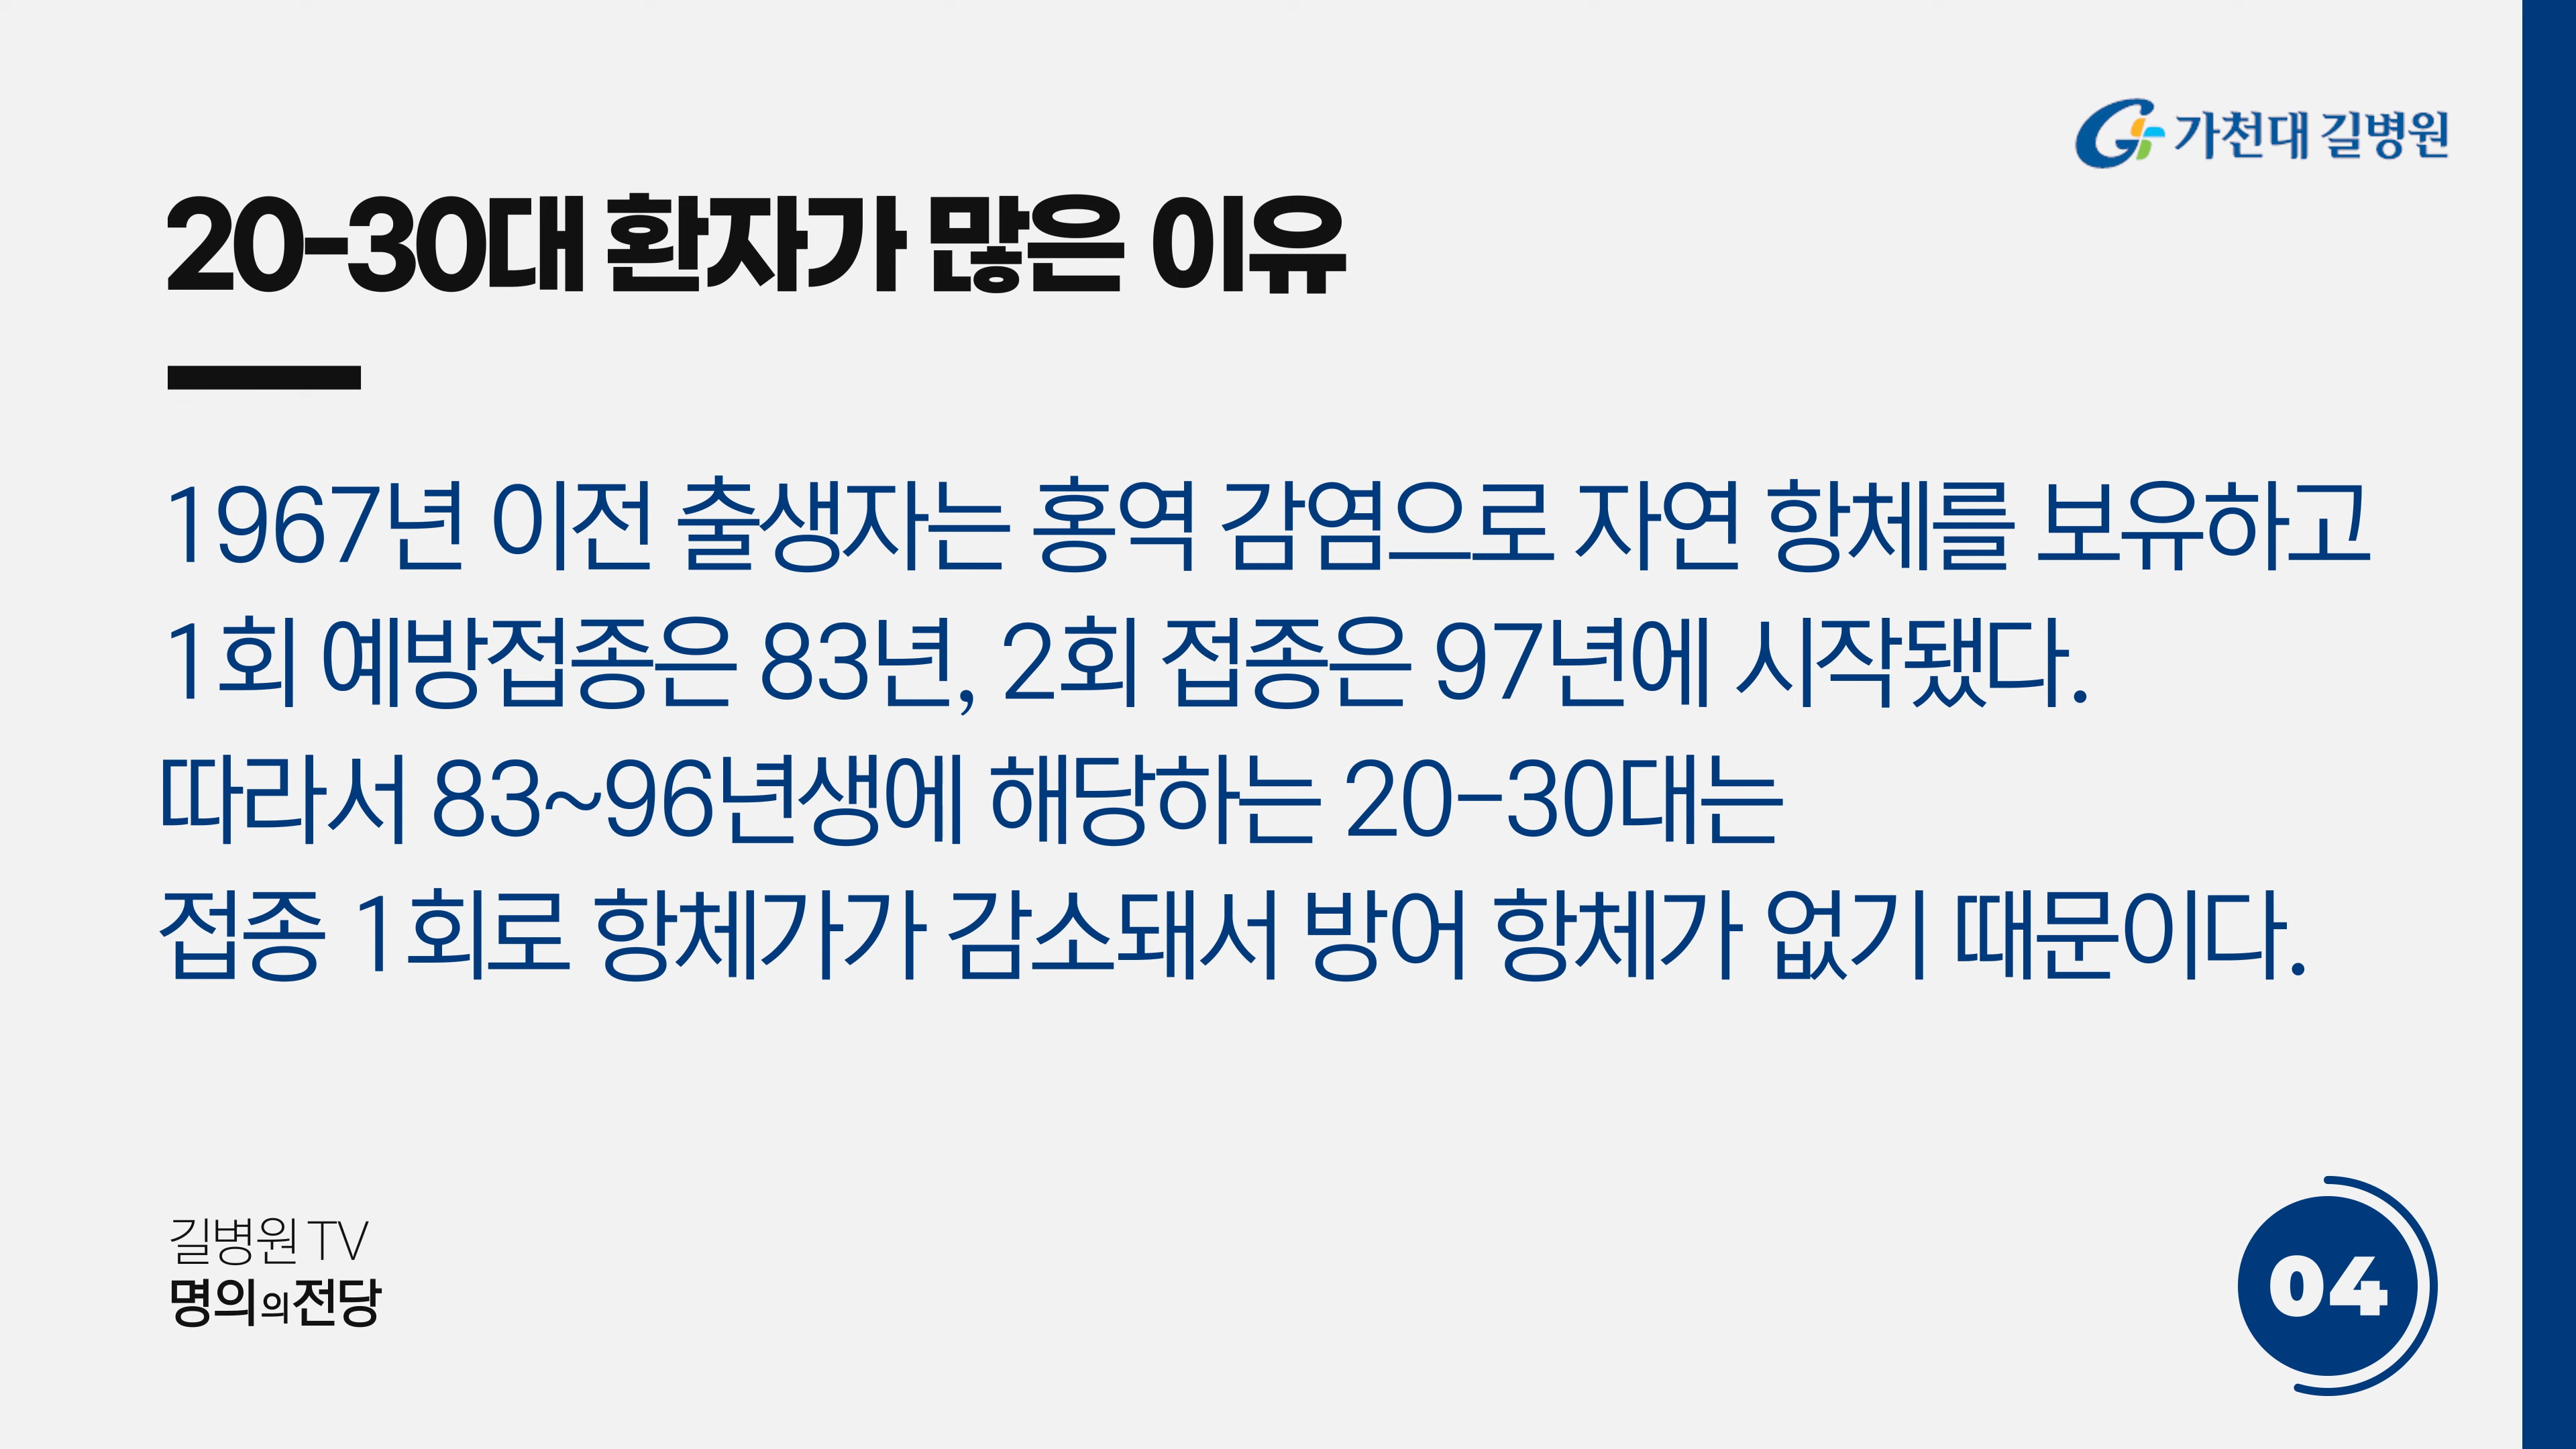 가천대 길병원
20-30대 환자가 많은 이유
1967년 이전 출생자는 홍역 감염으로 자연 항체를 보유하고
1회 예방접종은 83년, 2회 접종은 97년에 시작됐다.
따라서 83~96년생에 해당하는 20-30대는
접종 1회로 항체가가 감소돼서 방어 항체가 없기 때문이다.
길병원 TV
명의의전당
04